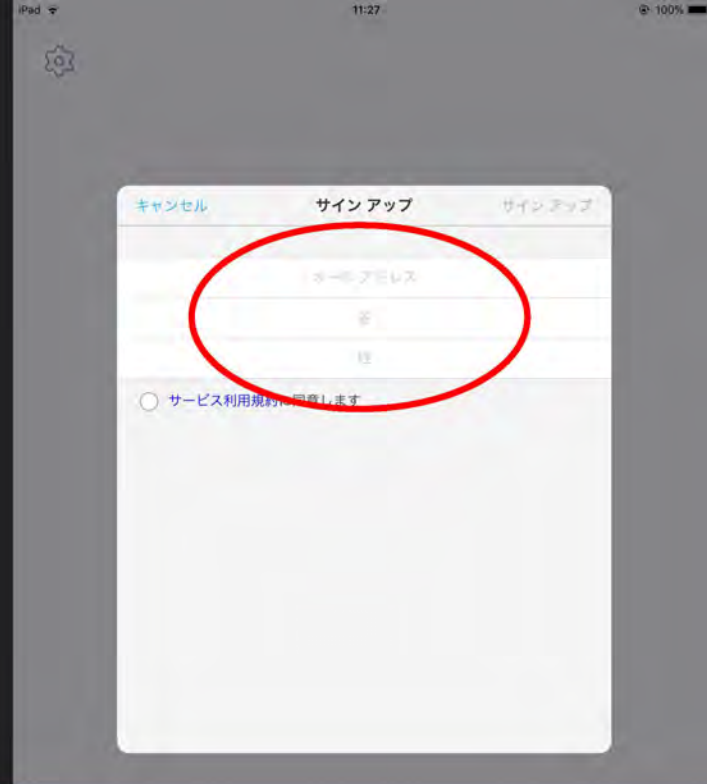 iPad 11:27 100%
キャンセル サイン アップ サイン アップ
メール アドレス
名
姓
サービス利用規約に同意します